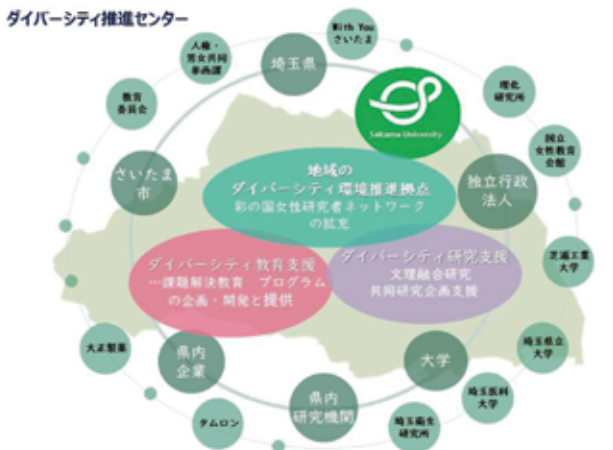 ダイバーシティ推進センター
With You
さいたま
人権・
男女共同
参画課
埼玉県
理化
研究所
教育
委員会
Saitama University
国立
女性教育
会館
さいたま
市
地域の
ダイバーシティ環境推進拠点
彩の国女性研究者ネットワーク
の拡充
独立行政
法人
ダイバーシティ教育支援
…課題解決教育 プログラム
の企画・開発と提供
ダイバーシティ研究支援
文理融合研究
共同研究企画支援
芝浦工業
大学
大正製薬
県内
企業
大学
埼玉県立
大学
県内
研究機関
埼玉医科
大学
タムロン
埼玉衛生
研究所